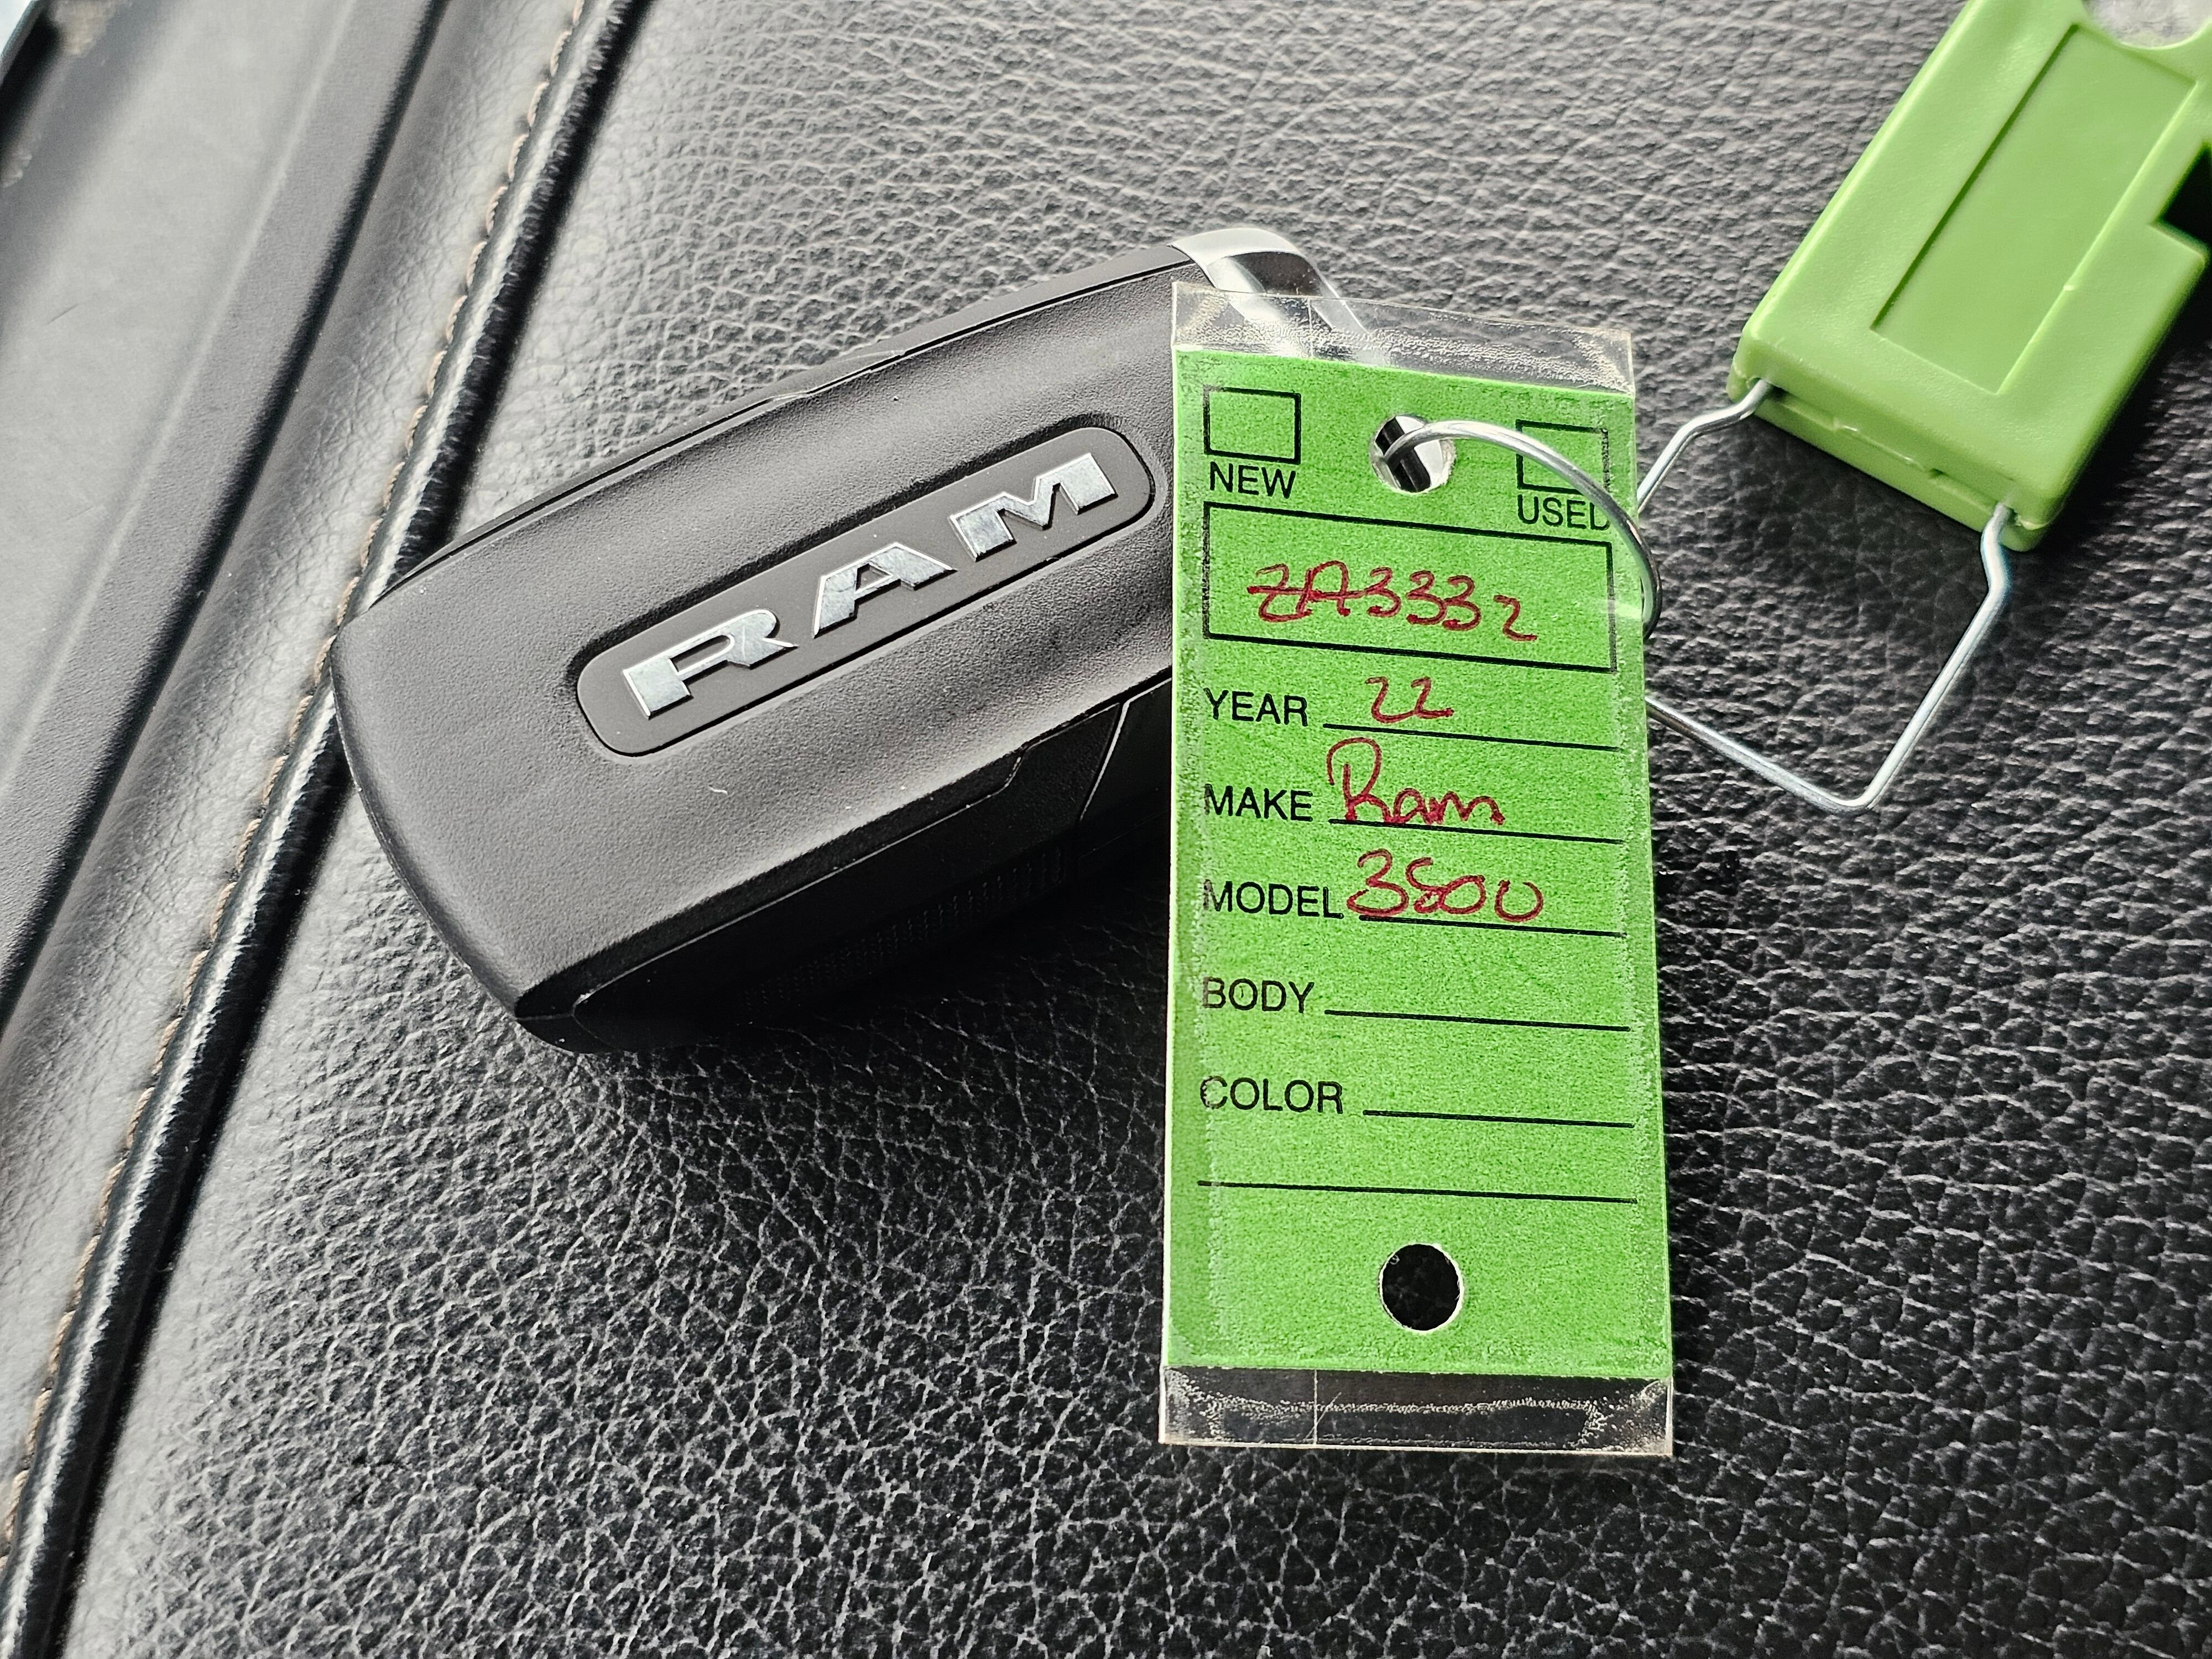 RAM
NEW USED
ZA3332
YEAR 22
MAKE Ram
MODEL 3500
BODY
COLOR